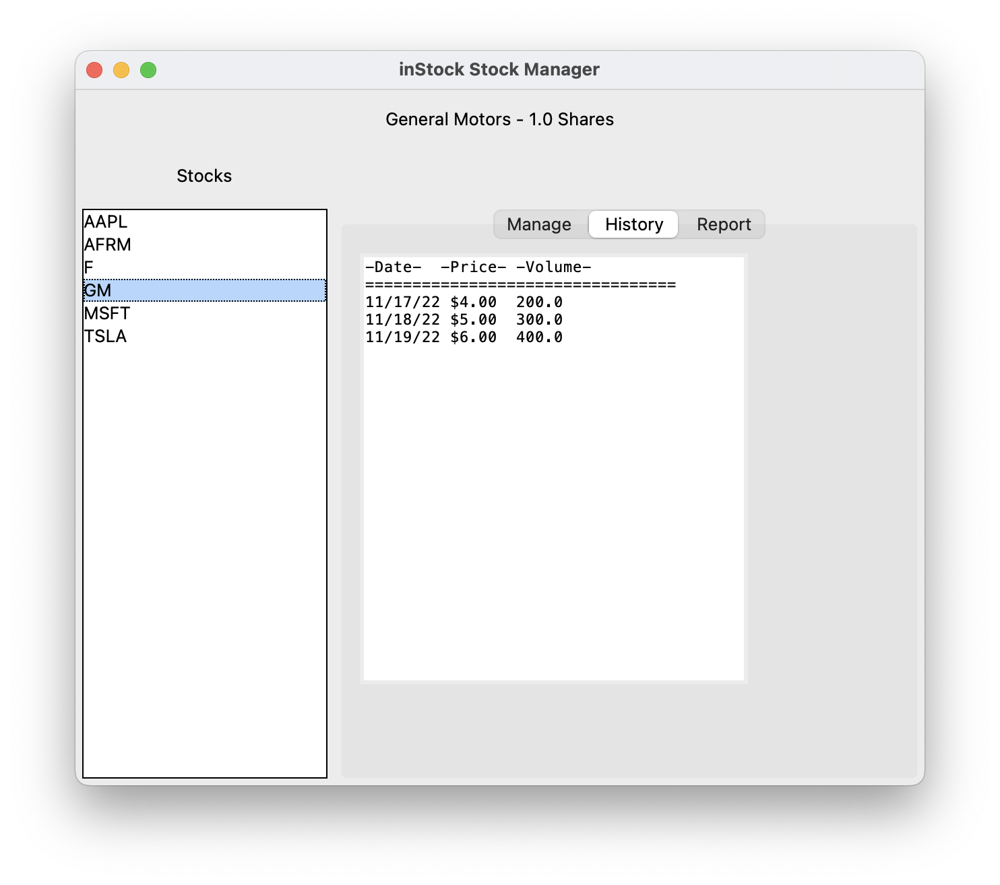 inStock Stock Manager
General Motors - 1.0 Shares
Stocks
AAPL
AFRM
F
GM
MSFT
TSLA
Manage History Report
-Date-  -Price- -Volume-
=================================
11/17/22 $4.00  200.0
11/18/22 $5.00  300.0
11/19/22 $6.00  400.0